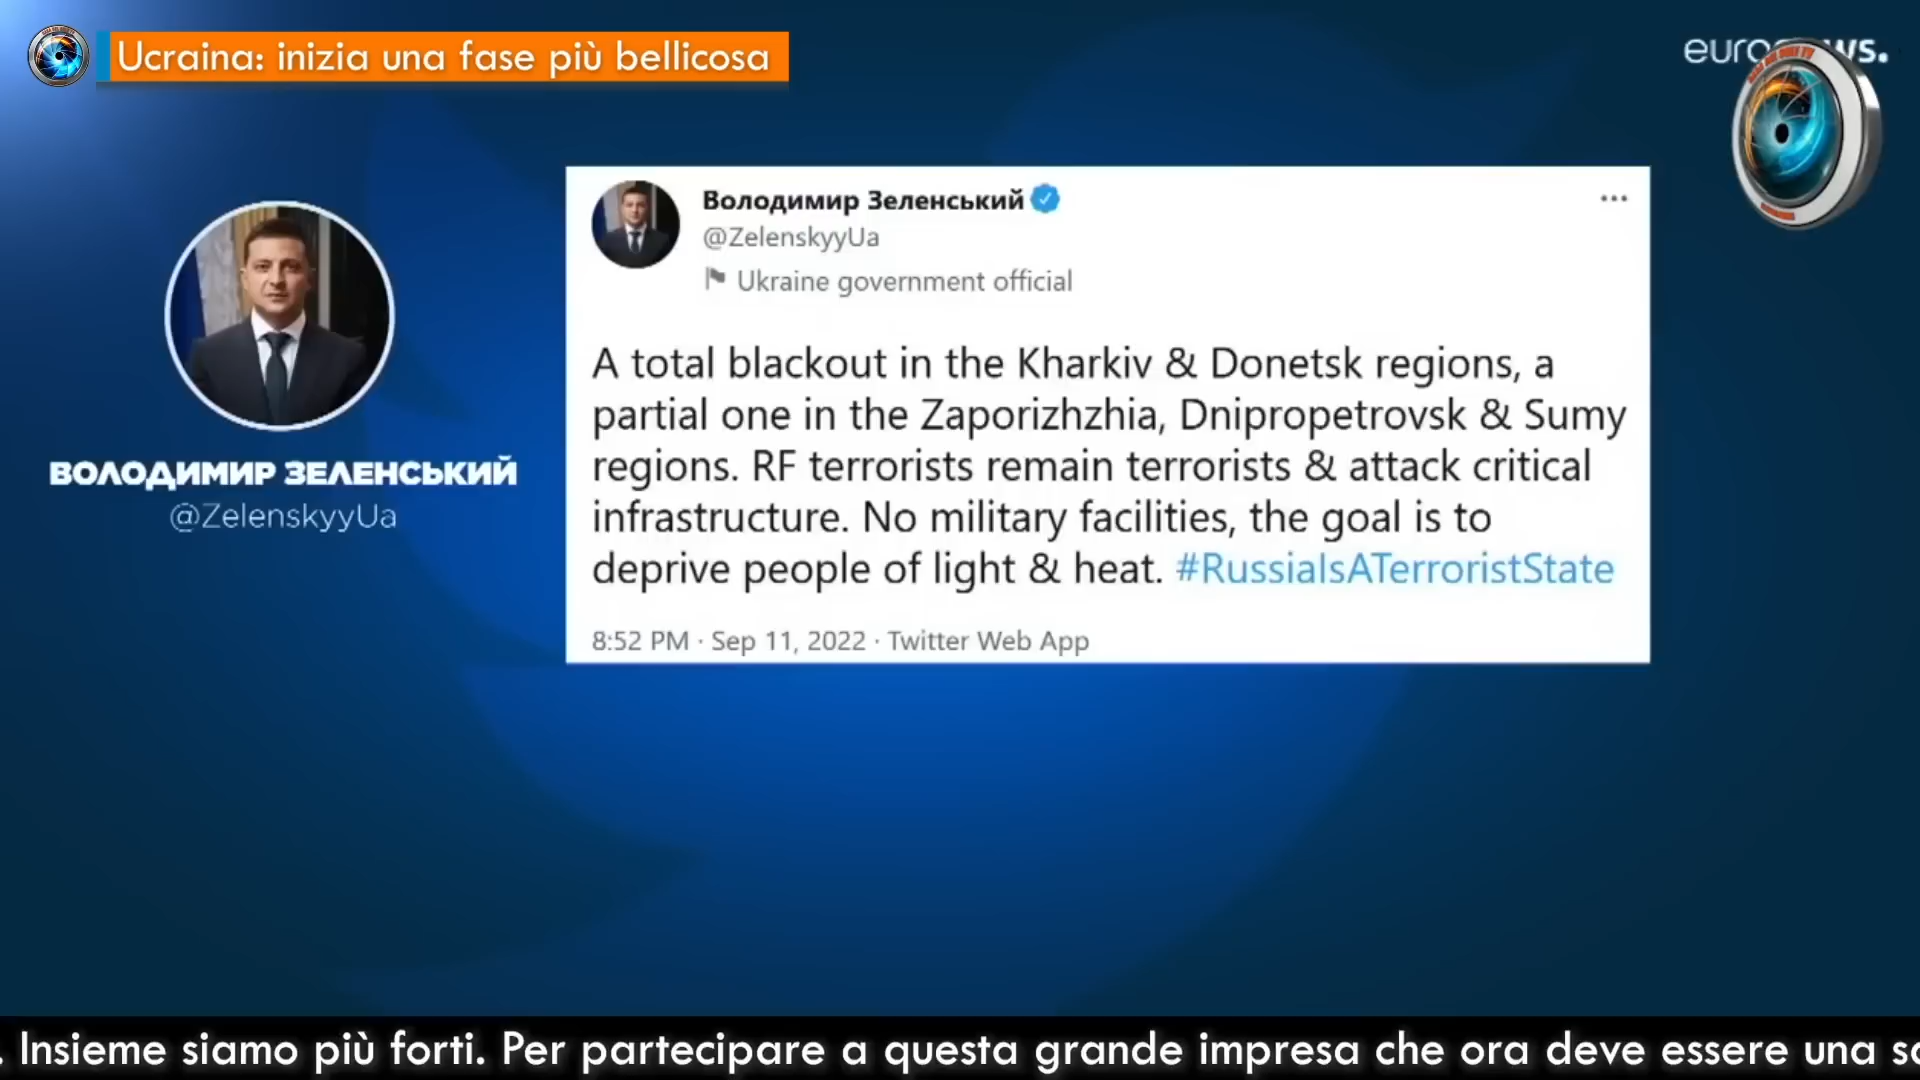 Ucraina: inizia una fase più bellicosa
euronews.
Володимир Зеленський
@ZelenskyyUa
Ukraine government official
A total blackout in the Kharkiv & Donetsk regions, a
partial one in the Zaporizhzhia, Dnipropetrovsk & Sumy
regions. RF terrorists remain terrorists & attack critical
infrastructure. No military facilities, the goal is to
deprive people of light & heat. #RussiaIsATerroristState
8:52 PM · Sep 11, 2022 · Twitter Web App
ВОЛОДИМИР ЗЕЛЕНСЬКИЙ
@ZelenskyyUa
. Insieme siamo più forti. Per partecipare a questa grande impresa che ora deve essere una